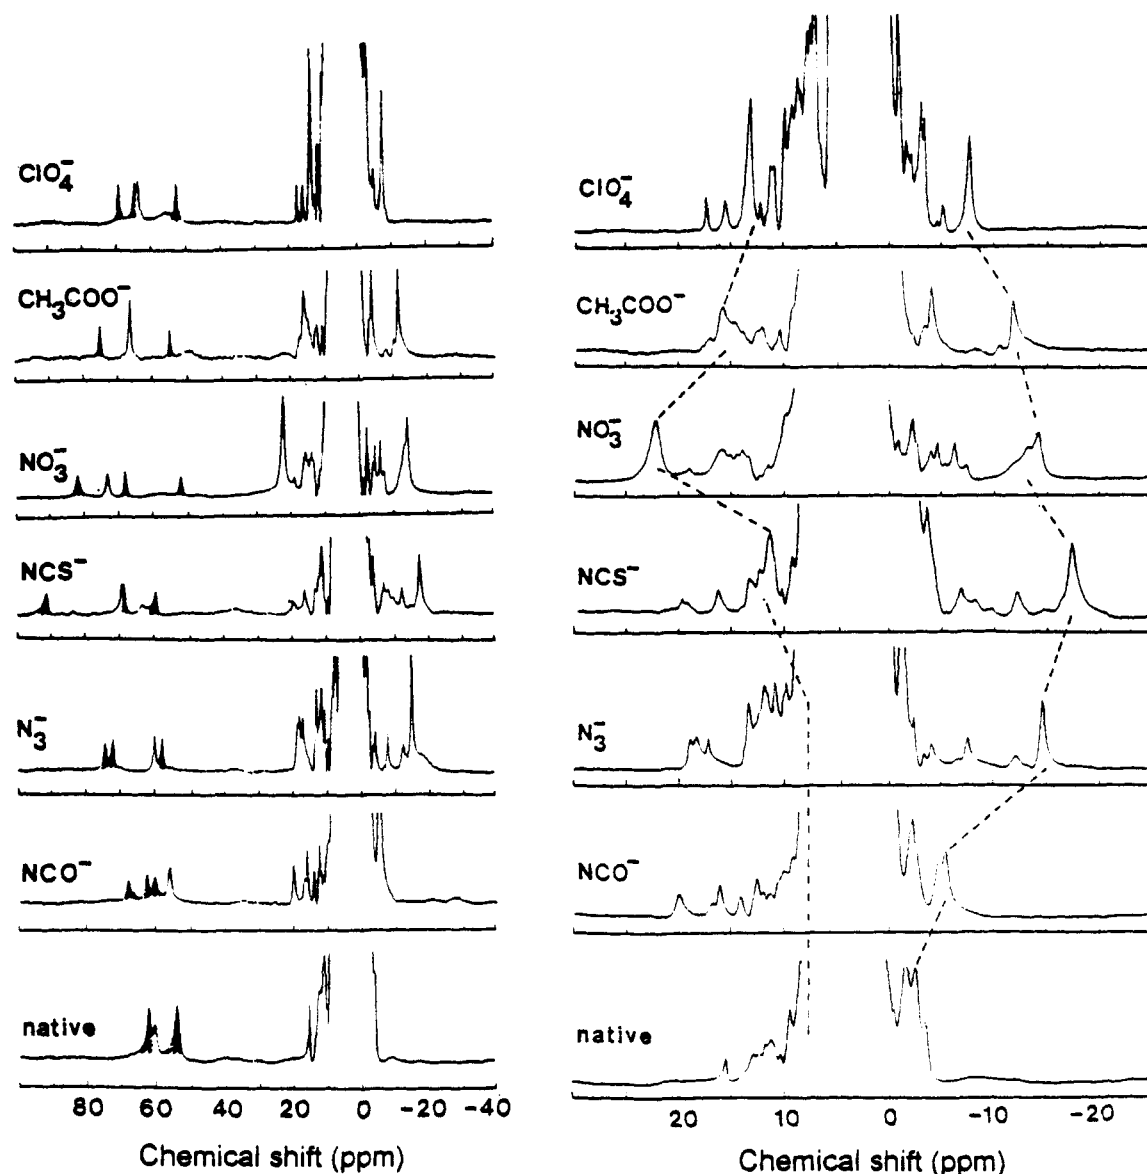 ClO₄⁻
CH₃COO⁻
NO₃⁻
NCS⁻
N₃⁻
NCO⁻
native
80 60 40 20 0 -20 -40
Chemical shift (ppm)
ClO₄⁻
CH₃COO⁻
NO₃⁻
NCS⁻
N₃⁻
NCO⁻
native
20 10 0 -10 -20
Chemical shift (ppm)